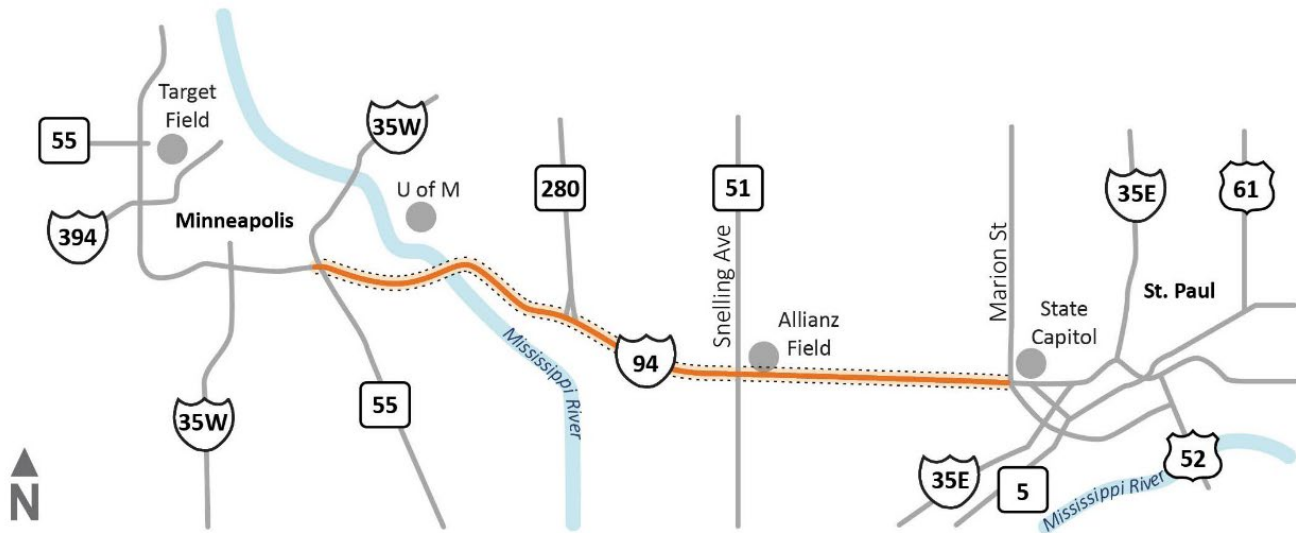 Target
Field
55
35W
394
Minneapolis
U of M
280
51
35E
61
Snelling Ave
Marion St
St. Paul
Allianz
Field
State
Capitol
Mississippi River
94
35W
55
N
35E
5
52
Mississippi River